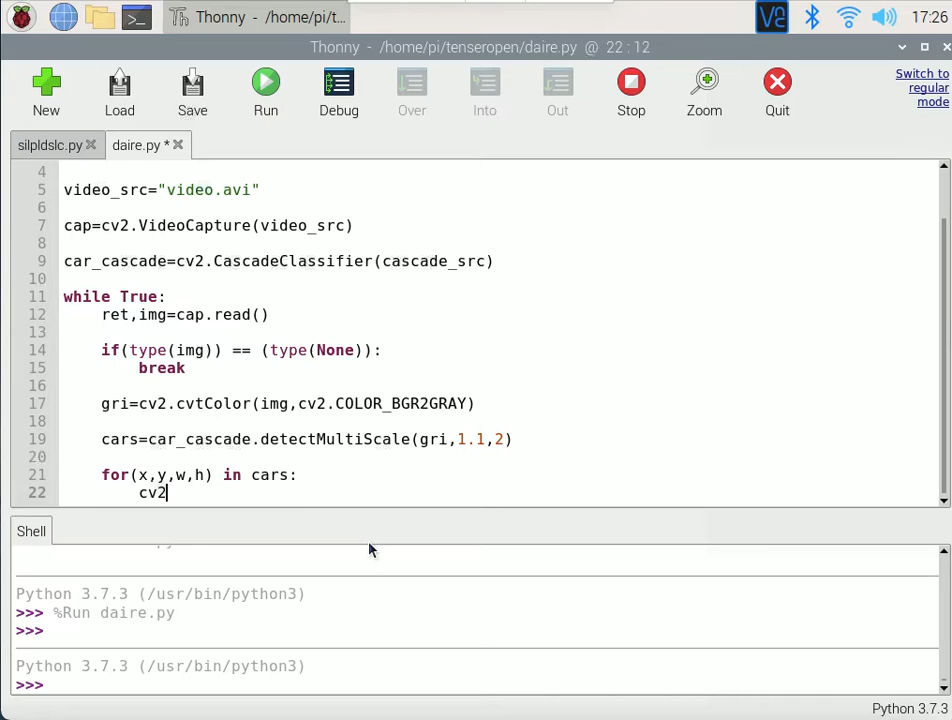 Thonny - /home/pi/t...
17:26
Thonny - /home/pi/tenseropen/daire.py @ 22 : 12
New Load Save Run Debug Over Into Out Stop Zoom Quit
Switch to
regular
mode
silpldslc.py daire.py *
4
5 video_src="video.avi"
6
7 cap=cv2.VideoCapture(video_src)
8
9 car_cascade=cv2.CascadeClassifier(cascade_src)
10
11 while True:
12 ret,img=cap.read()
13
14 if(type(img)) == (type(None)):
15 break
16
17 gri=cv2.cvtColor(img,cv2.COLOR_BGR2GRAY)
18
19 cars=car_cascade.detectMultiScale(gri,1.1,2)
20
21 for(x,y,w,h) in cars:
22 cv2
Shell
Python 3.7.3 (/usr/bin/python3)
>>> %Run daire.py
>>>
Python 3.7.3 (/usr/bin/python3)
>>>
Python 3.7.3